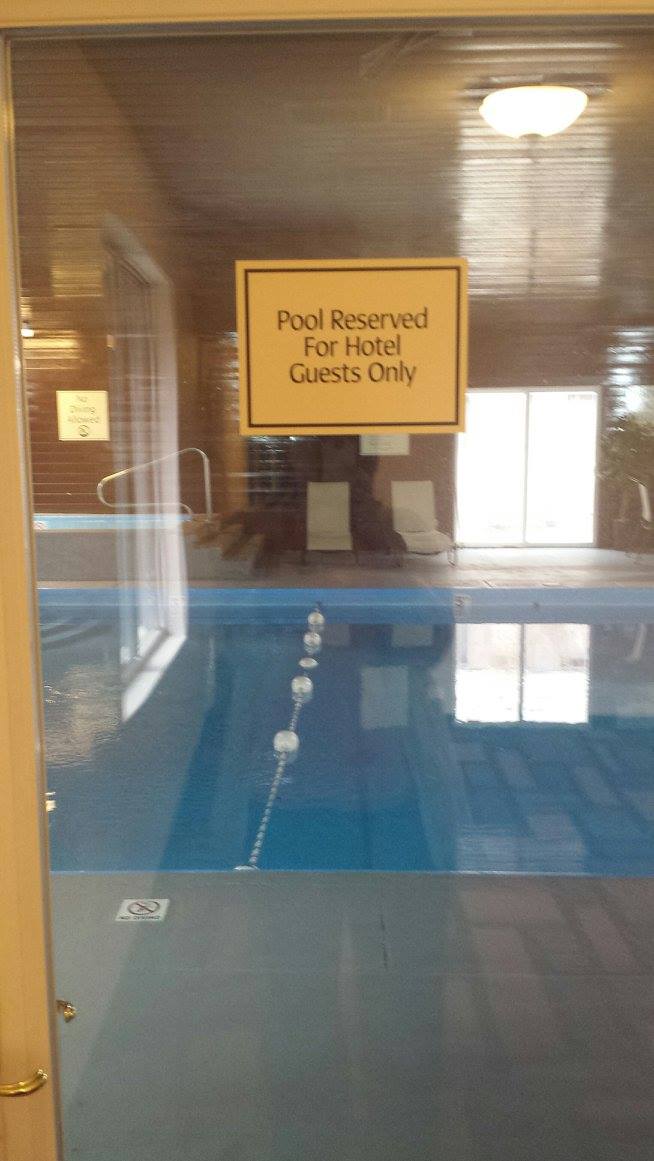 Pool Reserved
For Hotel
Guests Only
No
Diving
Allowed
NO DIVING